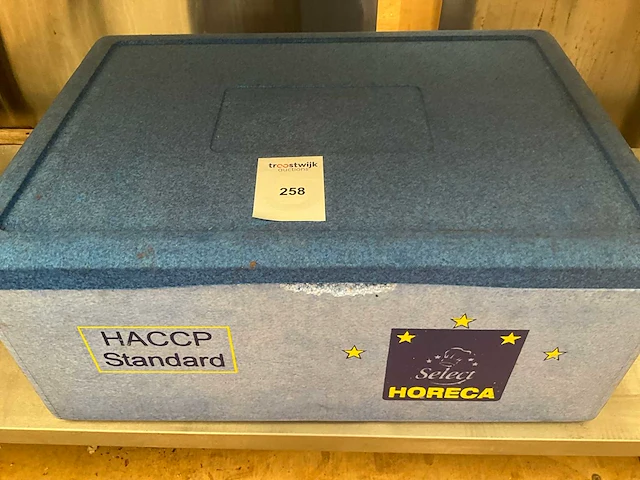 troostwijk
auctions
258
HACCP
Standard
Select
HORECA